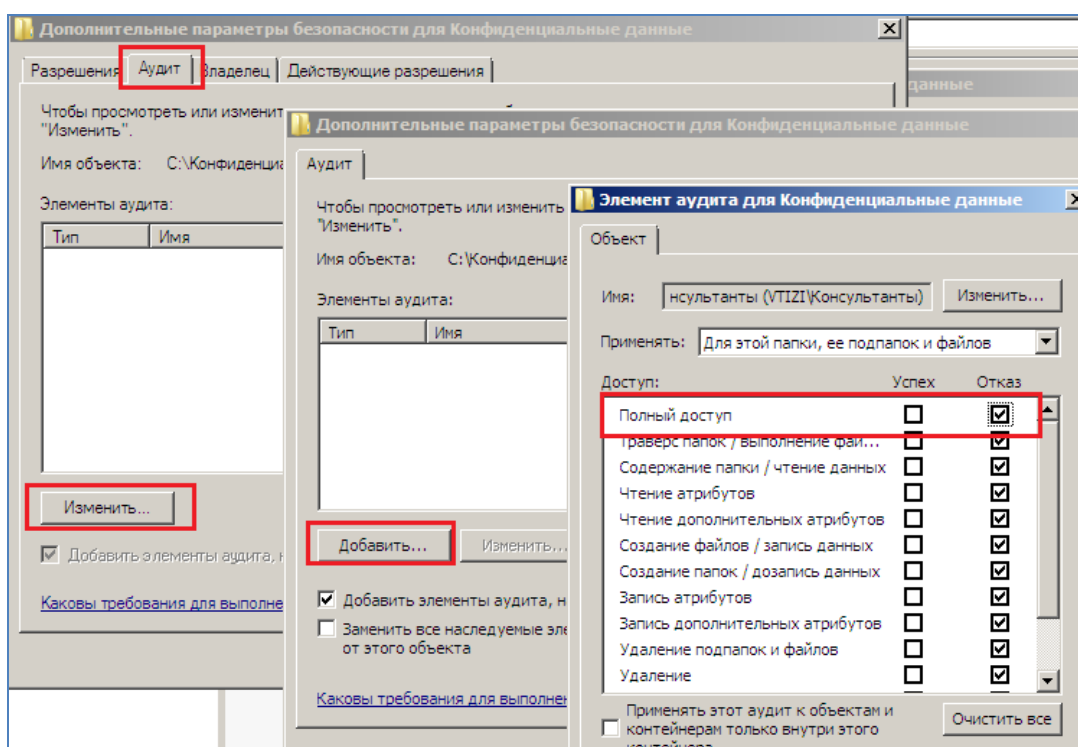 Дополнительные параметры безопасности для Конфиденциальные данные
Разрешения Аудит Владелец Действующие разрешения
Чтобы просмотреть или изменит
"Изменить".
Имя объекта: C:\Конфиденциа
Элементы аудита:
Тип Имя
Изменить...
Добавить элементы аудита, н
Каковы требования для выполне
данные
Дополнительные параметры безопасности для Конфиденциальные данные
Аудит
Чтобы просмотреть или изменить
"Изменить".
Имя объекта: C:\Конфиденциа
Элементы аудита:
Тип Имя
Добавить... Изменить...
Добавить элементы аудита, н
Заменить все наследуемые эле
от этого объекта
Каковы требования для выполнен
Элемент аудита для Конфиденциальные данные
Объект
Имя: нсультанты (VTIZI\Консультанты) Изменить...
Применять: Для этой папки, ее подпапок и файлов
Доступ: Успех Отказ
Полный доступ
Траверс папок / выполнение фай...
Содержание папки / чтение данных
Чтение атрибутов
Чтение дополнительных атрибутов
Создание файлов / запись данных
Создание папок / дозапись данных
Запись атрибутов
Запись дополнительных атрибутов
Удаление подпапок и файлов
Удаление
Применять этот аудит к объектам и
контейнерам только внутри этого
контейнера
Очистить все